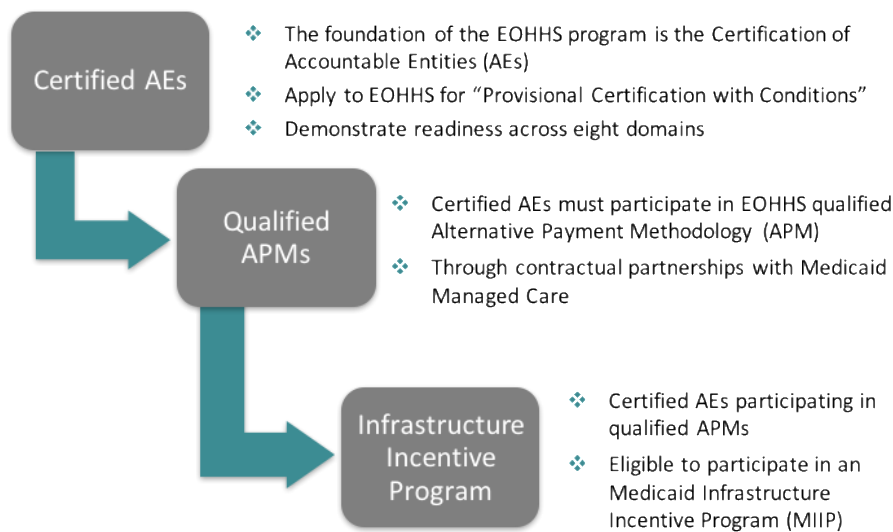 Certified AEs
❖ The foundation of the EOHHS program is the Certification of
Accountable Entities (AEs)
❖ Apply to EOHHS for “Provisional Certification with Conditions”
❖ Demonstrate readiness across eight domains
Qualified
APMs
❖ Certified AEs must participate in EOHHS qualified
Alternative Payment Methodology (APM)
❖ Through contractual partnerships with Medicaid
Managed Care
Infrastructure
Incentive
Program
❖ Certified AEs participating in
qualified APMs
❖ Eligible to participate in an
Medicaid Infrastructure
Incentive Program (MIIP)